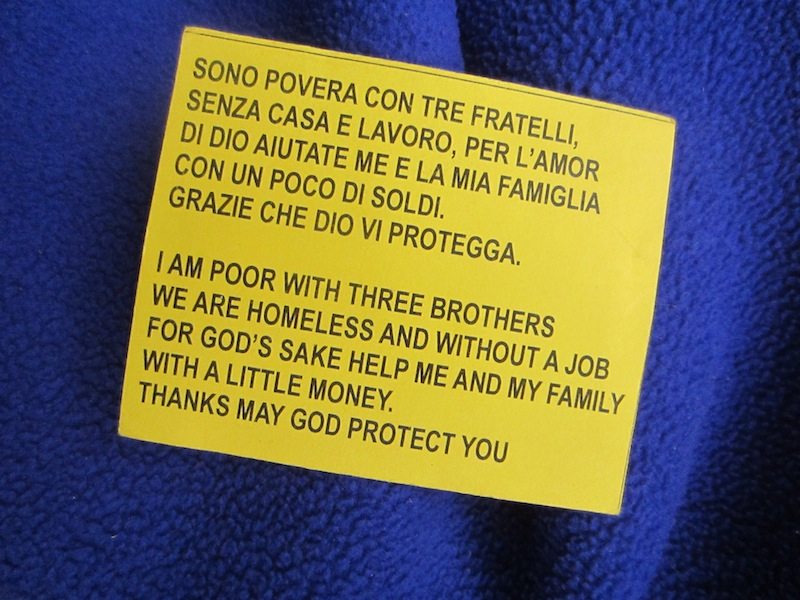 SONO POVERA CON TRE FRATELLI,
SENZA CASA E LAVORO, PER L'AMOR
DI DIO AIUTATE ME E LA MIA FAMIGLIA
CON UN POCO DI SOLDI.
GRAZIE CHE DIO VI PROTEGGA.
I AM POOR WITH THREE BROTHERS
WE ARE HOMELESS AND WITHOUT A JOB
FOR GOD'S SAKE HELP ME AND MY FAMILY
WITH A LITTLE MONEY.
THANKS MAY GOD PROTECT YOU